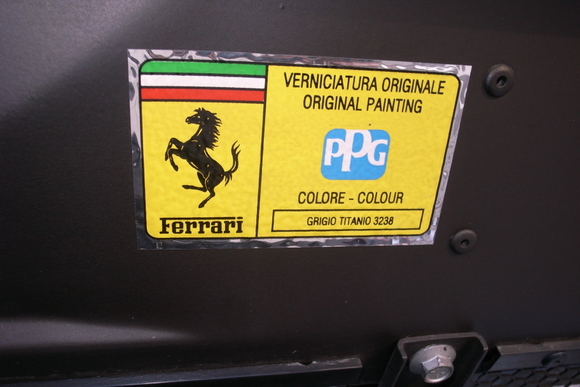 VERNICIATURA ORIGINALE
ORIGINAL PAINTING
PPG
COLORE - COLOUR
GRIGIO TITANIO 3238
Ferrari